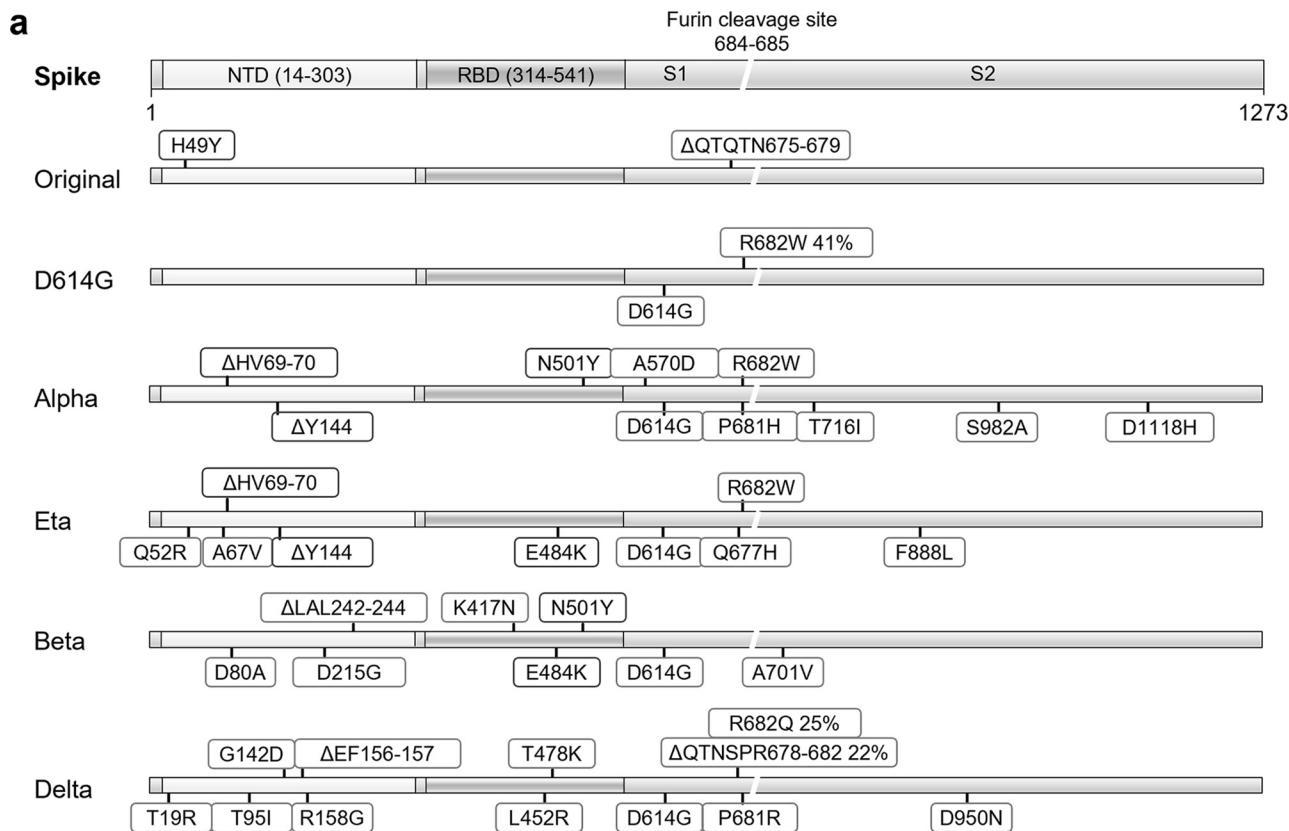 a
Furin cleavage site
684-685
Spike
NTD (14-303)
RBD (314-541)
S1
S2
1
1273
H49Y
ΔQTQTN675-679
Original
R682W 41%
D614G
D614G
ΔHV69-70
N501Y
A570D
R682W
Alpha
ΔY144
D614G
P681H
T716I
S982A
D1118H
ΔHV69-70
R682W
Eta
Q52R
A67V
ΔY144
E484K
D614G
Q677H
F888L
ΔLAL242-244
K417N
N501Y
Beta
D80A
D215G
E484K
D614G
A701V
R682Q 25%
G142D
ΔEF156-157
T478K
ΔQTNSPR678-682 22%
Delta
T19R
T95I
R158G
L452R
D614G
P681R
D950N